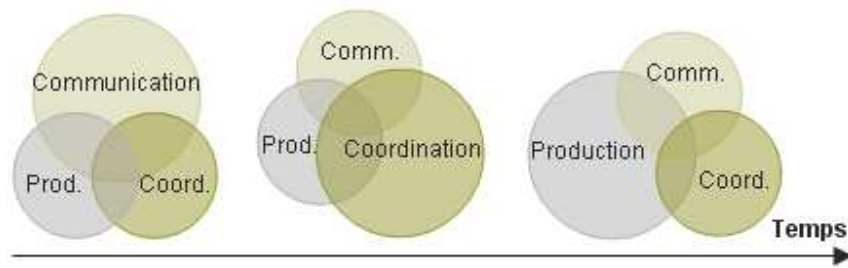 Communication
Prod.
Coord.
Comm.
Prod.
Coordination
Comm.
Production
Coord.
Temps